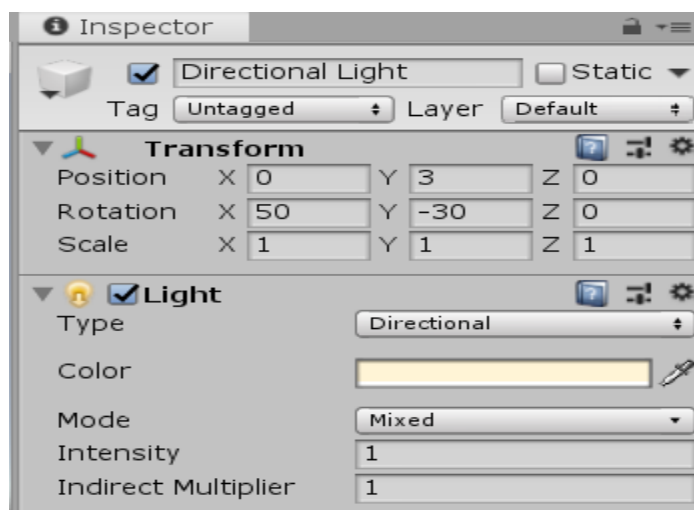 Inspector
Directional Light Static
Tag Untagged Layer Default
Transform
Position X 0 Y 3 Z 0
Rotation X 50 Y -30 Z 0
Scale X 1 Y 1 Z 1
Light
Type Directional
Color
Mode Mixed
Intensity 1
Indirect Multiplier 1